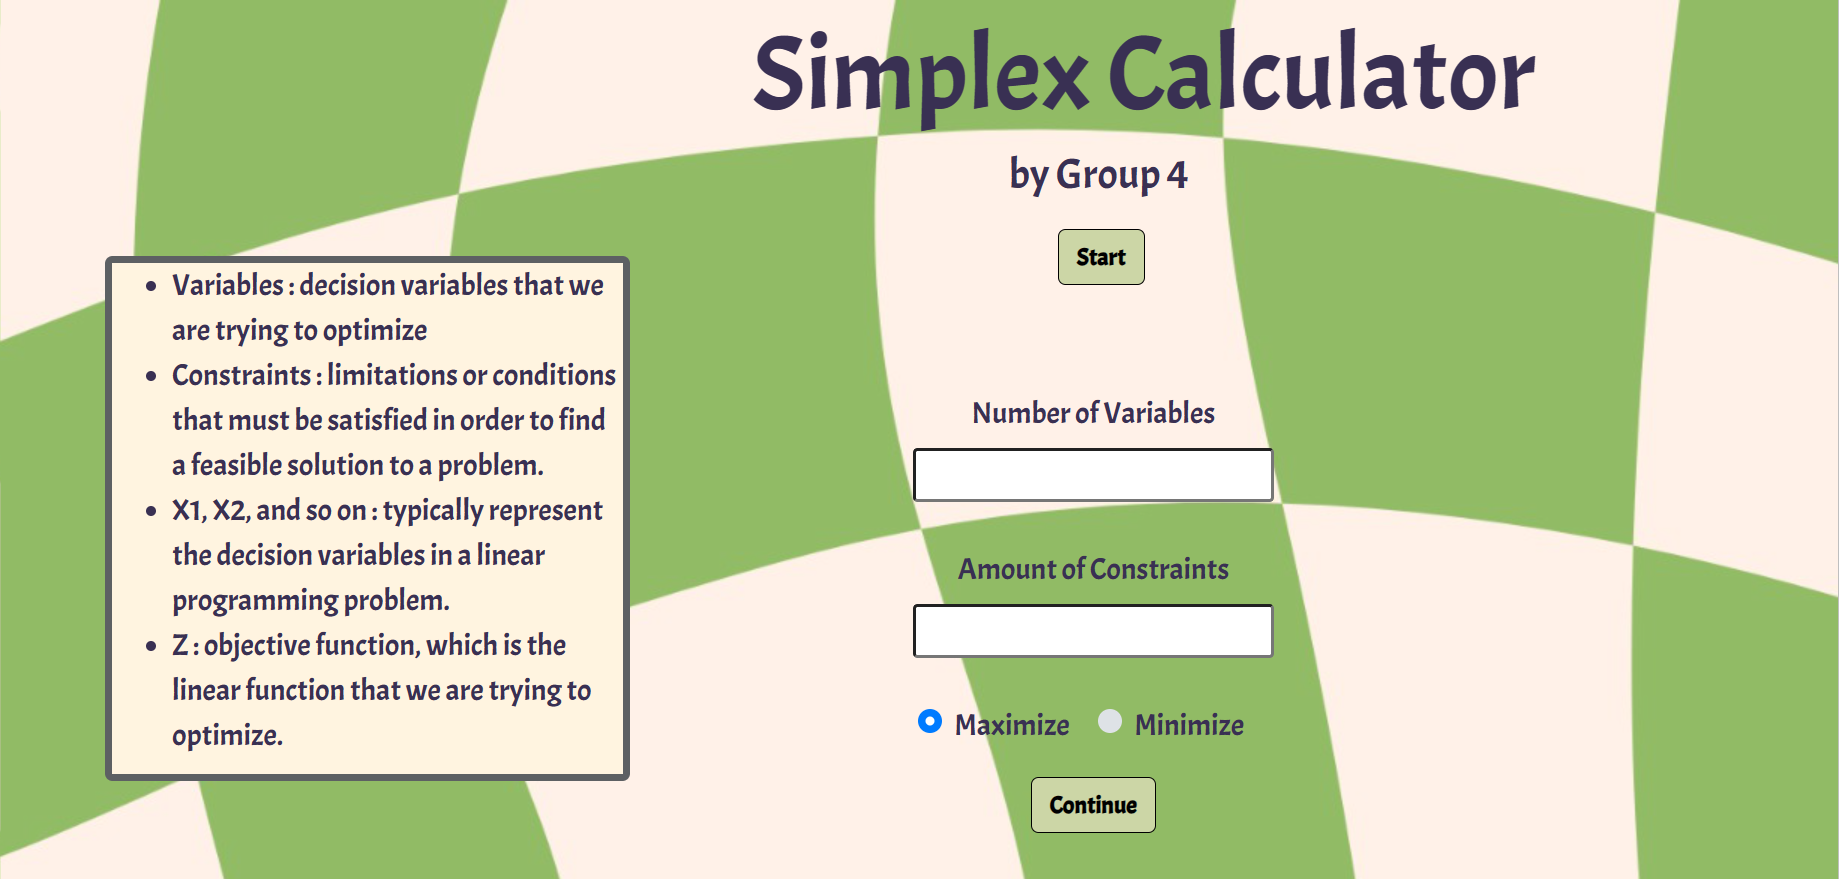 Simplex Calculator
by Group 4
Start
• Variables : decision variables that we
are trying to optimize
• Constraints : limitations or conditions
that must be satisfied in order to find
a feasible solution to a problem.
• X1, X2, and so on : typically represent
the decision variables in a linear
programming problem.
• Z : objective function, which is the
linear function that we are trying to
optimize.
Number of Variables
Amount of Constraints
Maximize Minimize
Continue